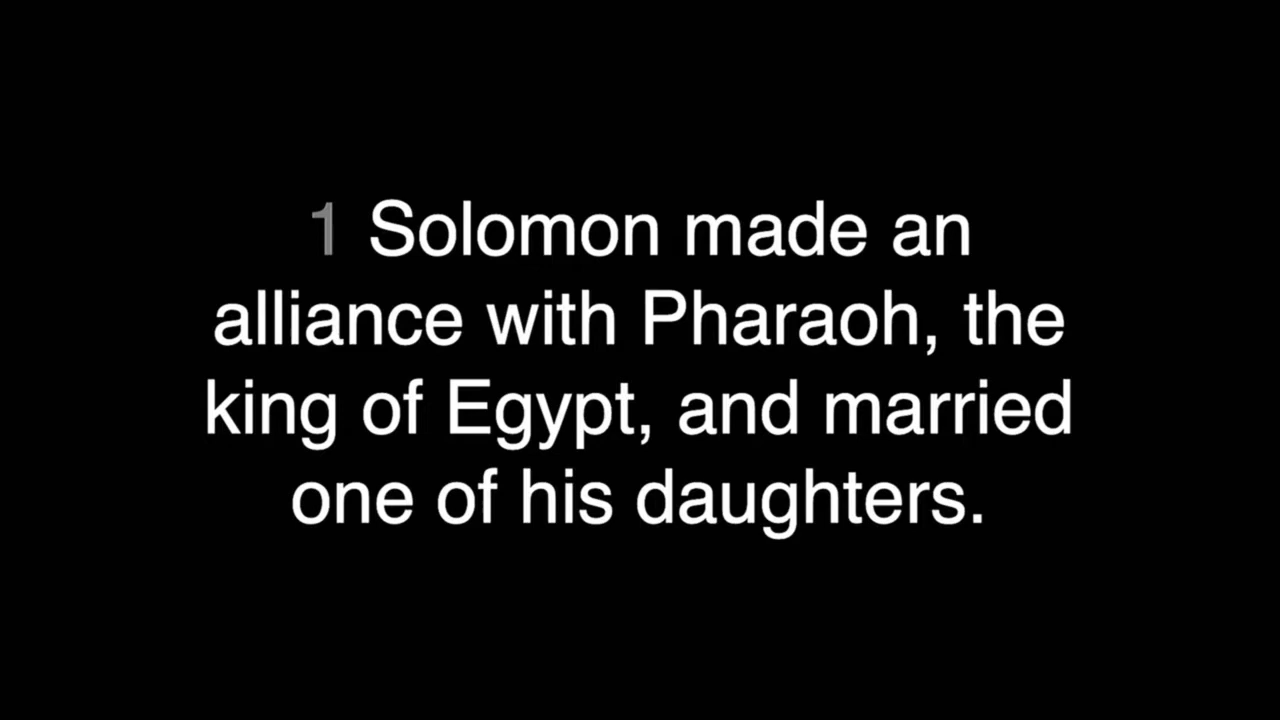 1 Solomon made an
alliance with Pharaoh, the
king of Egypt, and married
one of his daughters.